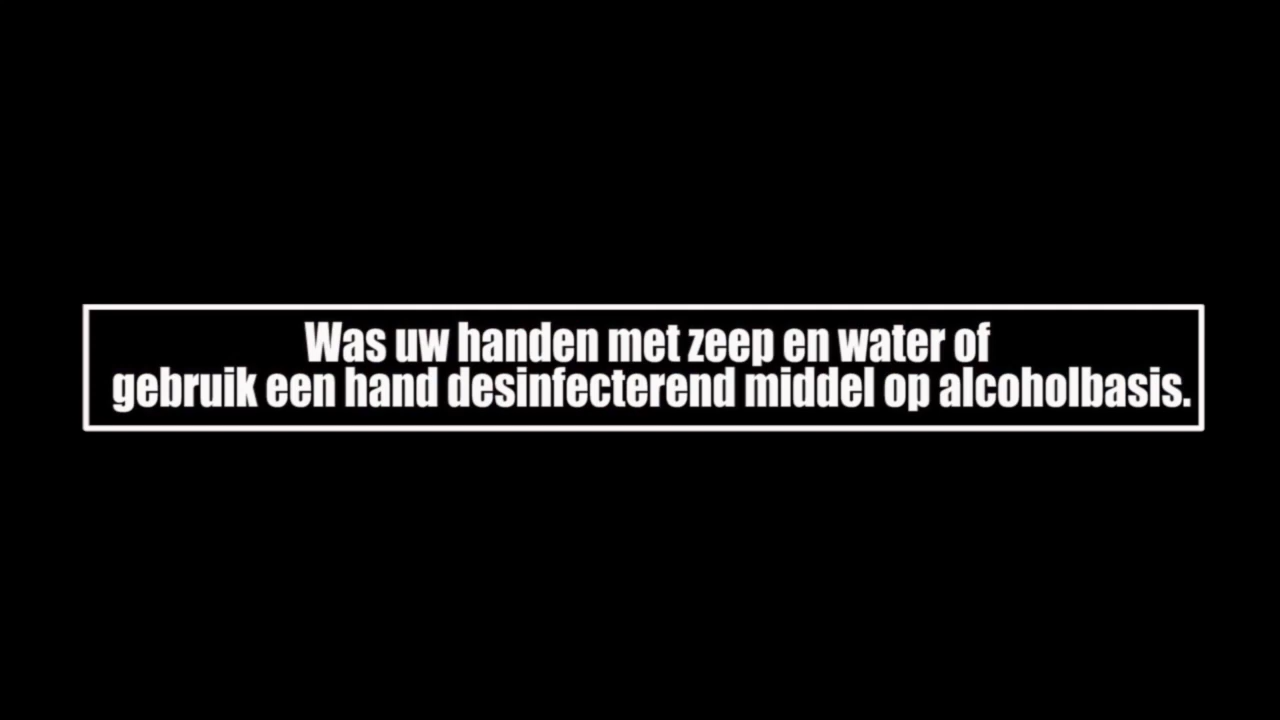 Was uw handen met zeep en water of
gebruik een hand desinfecterend middel op alcoholbasis.